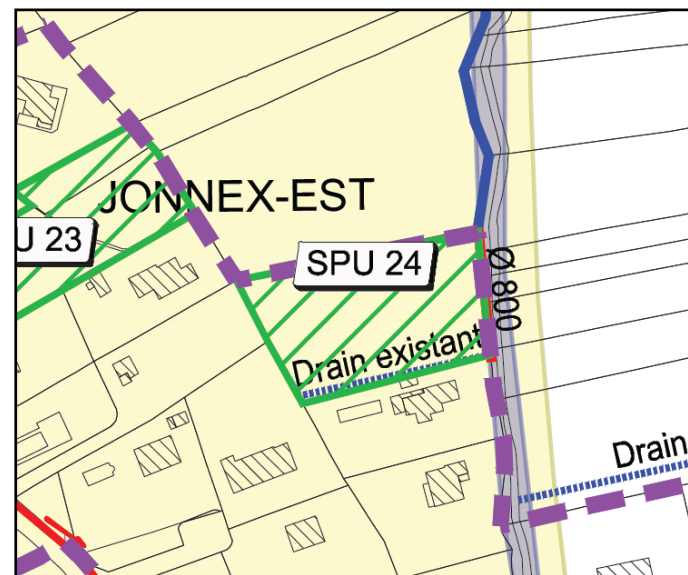 JONNEX-EST
U 23
SPU 24
Ø 800
Drain existant
Drain